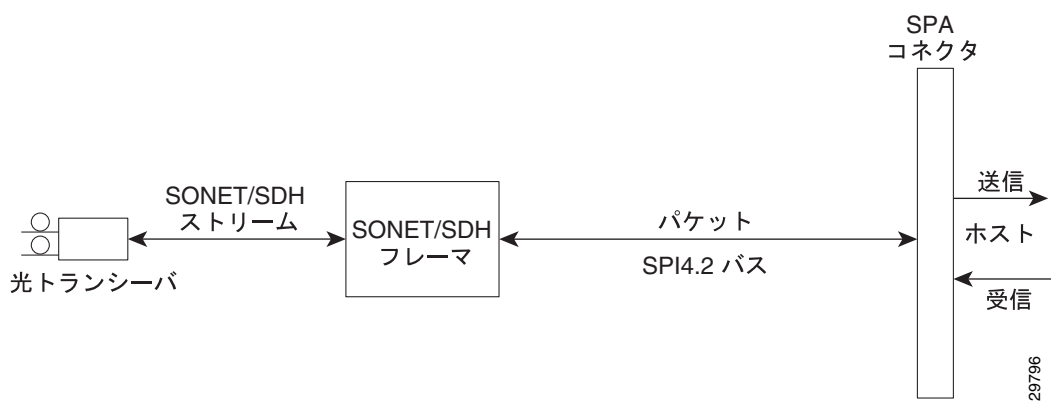 SPA
コネクタ
SONET/SDH
ストリーム
SONET/SDH
フレーマ
パケット
SPI4.2 バス
光トランシーバ
送信
ホスト
受信
29796